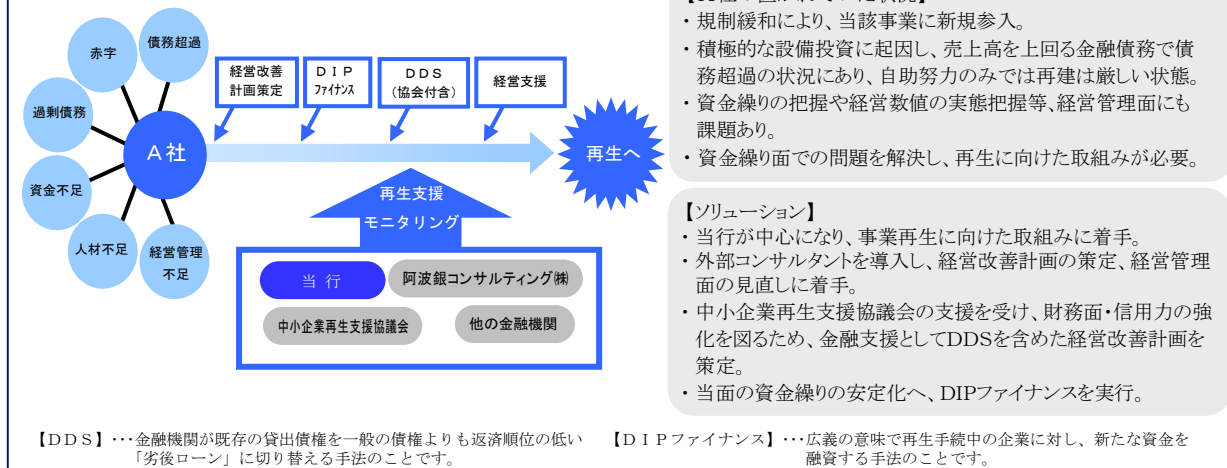 債務超過
赤字
過剰債務
資金不足
人材不足
経営管理
不足
A社
経営改善
計画策定
DIP
ファイナンス
DDS
(協会付含)
経営支援
再生へ
再生支援
モニタリング
当 行
阿波銀コンサルティング㈱
中小企業再生支援協議会
他の金融機関
・規制緩和により、当該事業に新規参入。
・積極的な設備投資に起因し、売上高を上回る金融債務で債
務超過の状況にあり、自助努力のみでは再建は厳しい状態。
・資金繰りの把握や経営数値の実態把握等、経営管理面にも
課題あり。
・資金繰り面での問題を解決し、再生に向けた取組みが必要。
【ソリューション】
・当行が中心になり、事業再生に向けた取組みに着手。
・外部コンサルタントを導入し、経営改善計画の策定、経営管理
面の見直しに着手。
・中小企業再生支援協議会の支援を受け、財務面・信用力の強
化を図るため、金融支援としてDDSを含めた経営改善計画を
策定。
・当面の資金繰りの安定化へ、DIPファイナンスを実行。
【DDS】･･･金融機関が既存の貸出債権を一般の債権よりも返済順位の低い
「劣後ローン」に切り替える手法のことです。
【DIPファイナンス】･･･広義の意味で再生手続中の企業に対し、新たな資金を
融資する手法のことです。